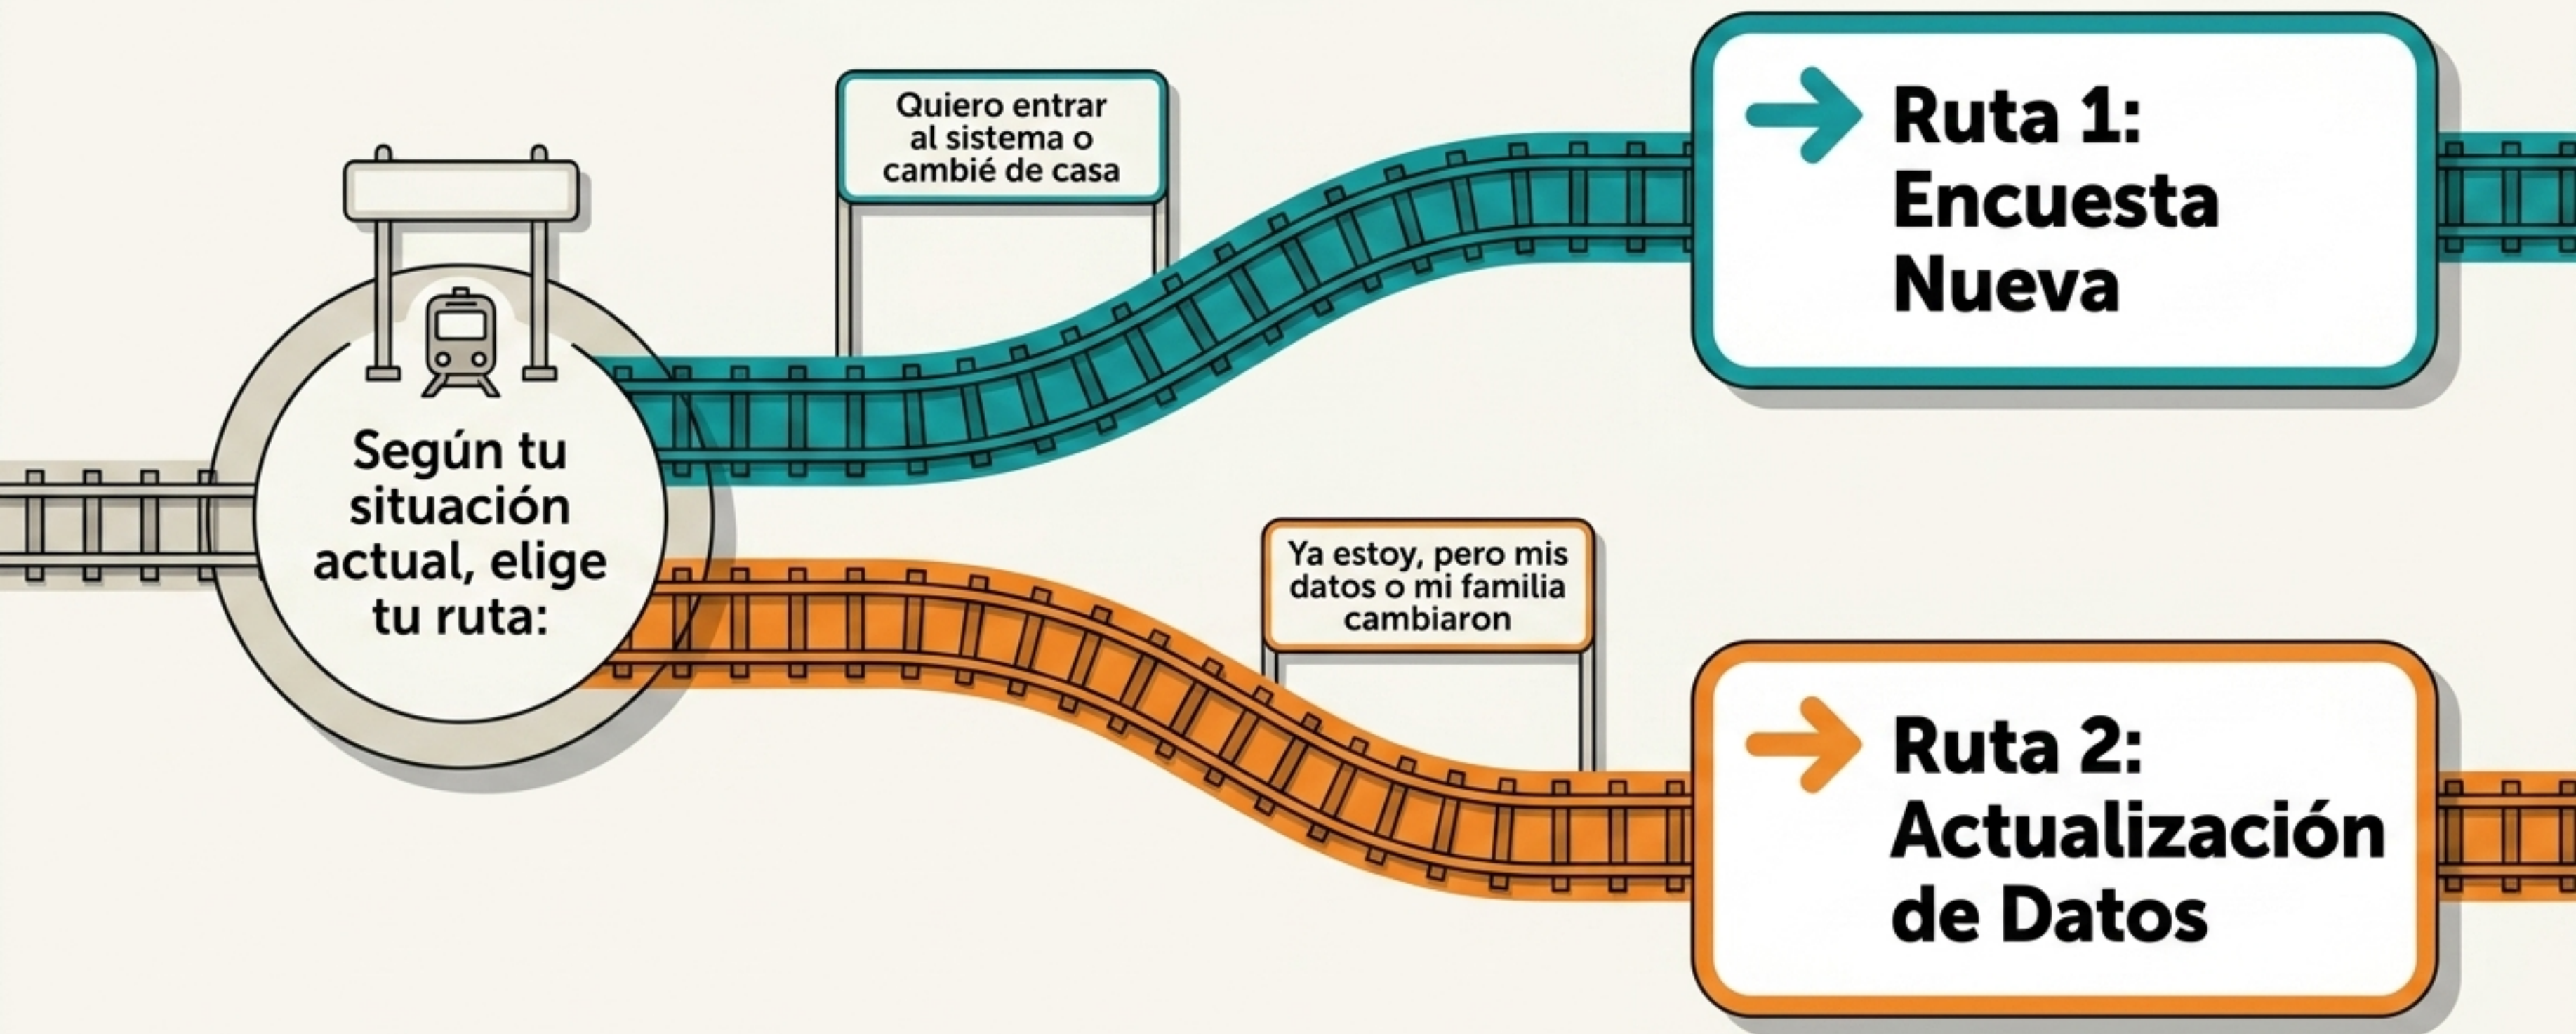 Según tu
situación
actual, elige
tu ruta:
Quiero entrar
al sistema o
cambié de casa
Ruta 1:
Encuesta
Nueva
Ya estoy, pero mis
datos o mi familia
cambiaron
Ruta 2:
Actualización
de Datos